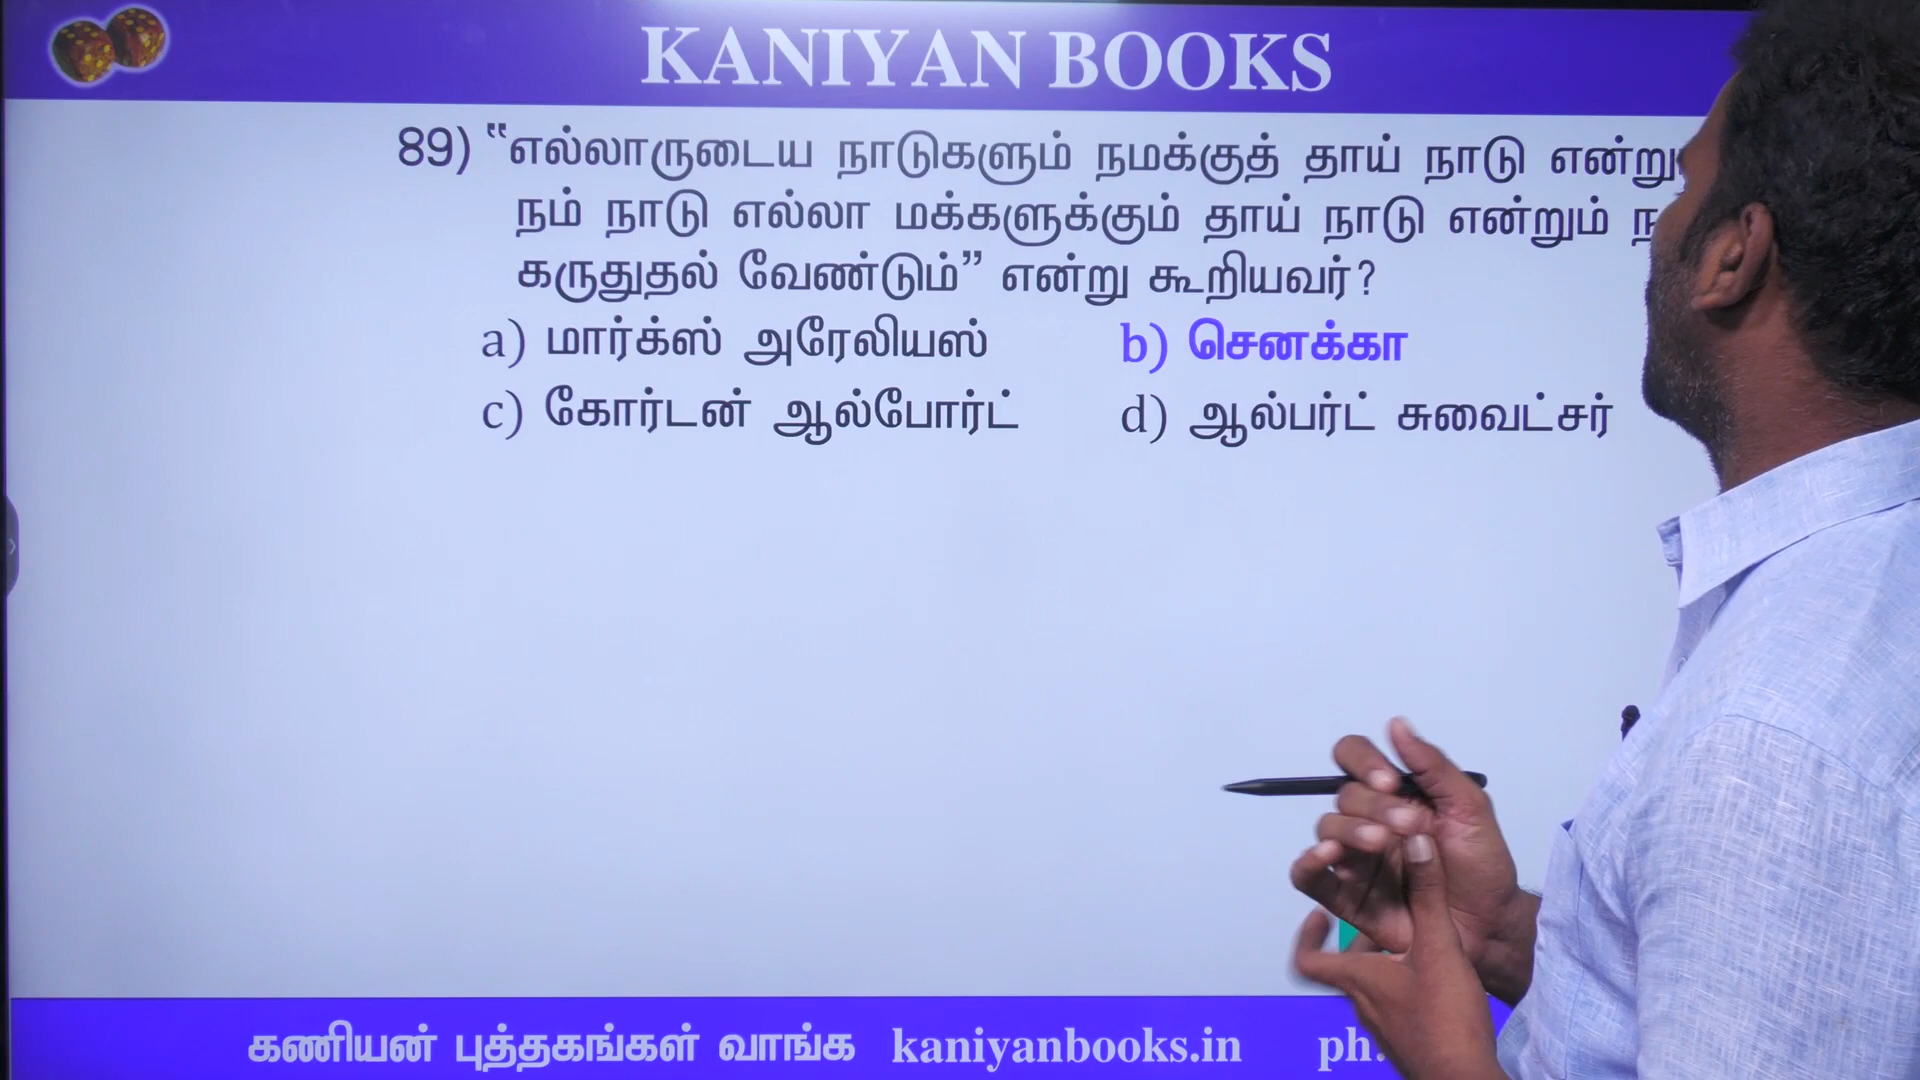 KANIYAN BOOKS
89) “எல்லாருடைய நாடுகளும் நமக்குத் தாய் நாடு
நம் நாடு எல்லா மக்களுக்கும் தாய் நாடு என்றும்
கருதுதல் வேண்டும்” என்று கூறியவர்?
a) மார்க்ஸ் அரேலியஸ் b) செனக்கா
c) கோர்டன் ஆல்போர்ட் d) ஆல்பர்ட் சுவைட்சர்
கணியன் புத்தகங்கள் வாங்க kaniyanbooks.in ph.